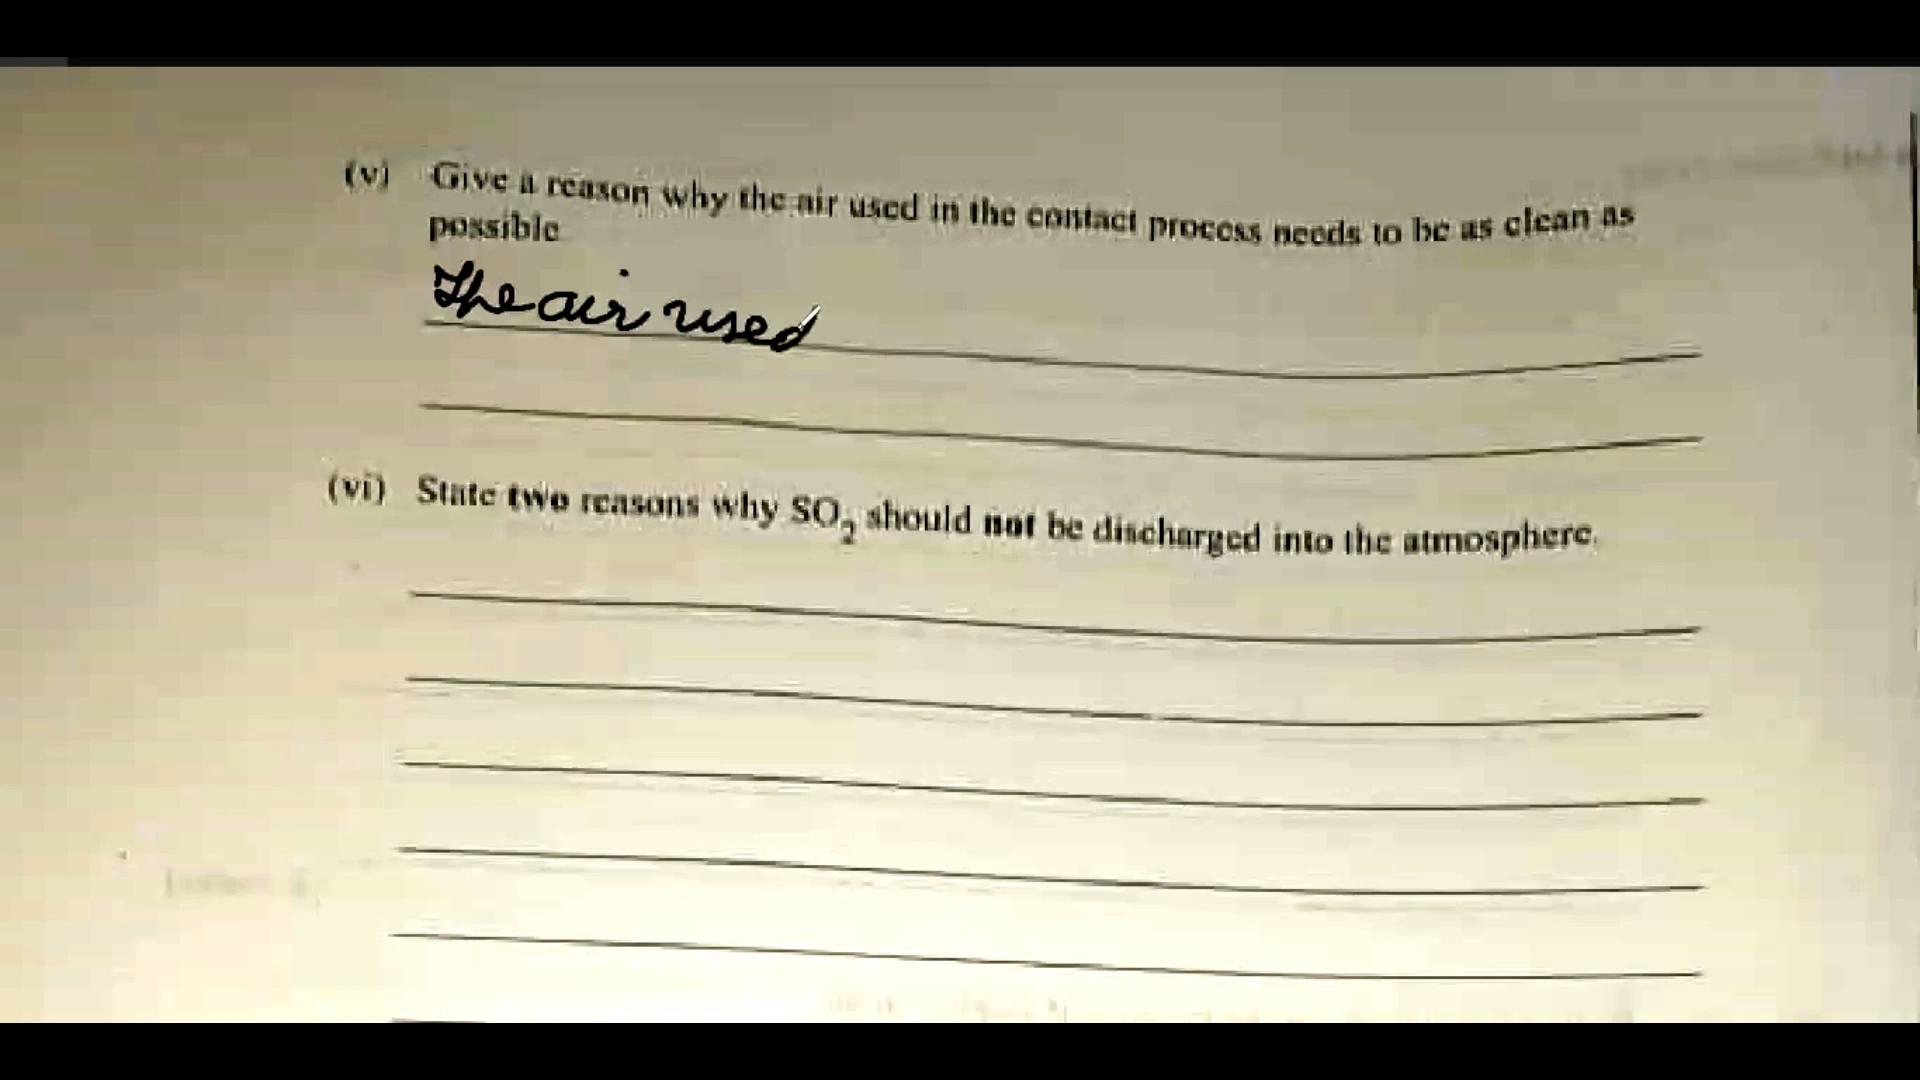 (v) Give a reason why the air used in the contact process needs to be as clean as
possible
The air used
(vi) State two reasons why SO₂ should not be discharged into the atmosphere.